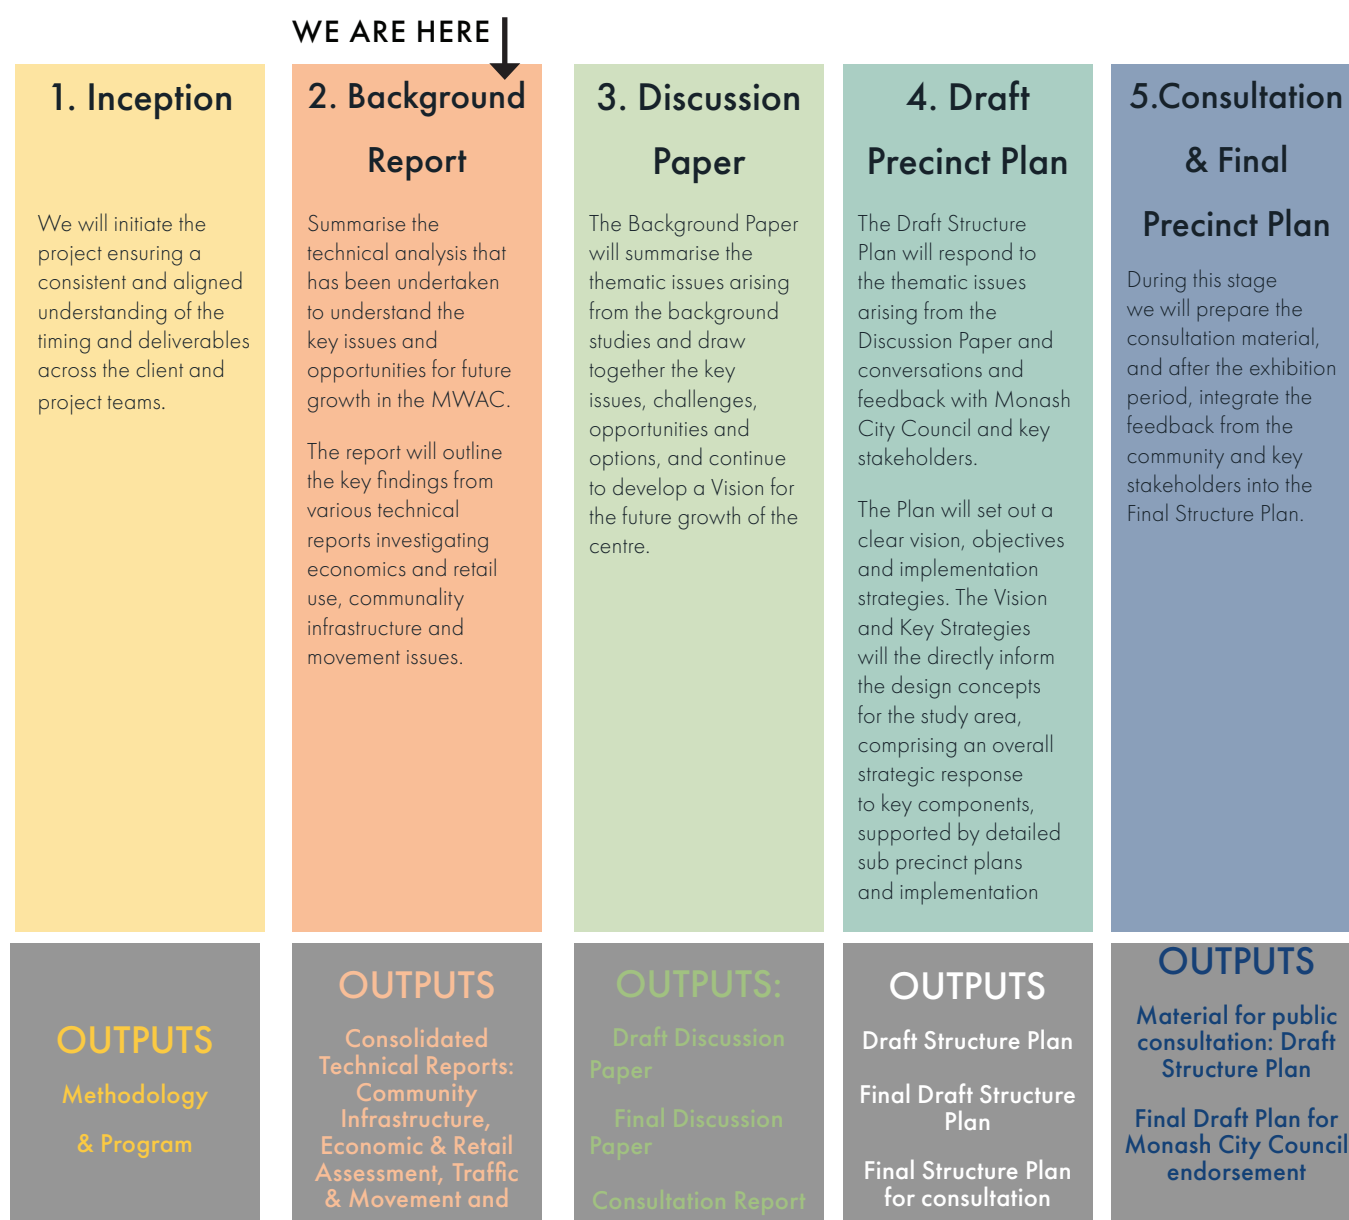 WE ARE HERE
1. Inception
We will initiate the
project ensuring a
consistent and aligned
understanding of the
timing and deliverables
across the client and
project teams.
2. Background
Report
Summarise the
technical analysis that
has been undertaken
to understand the
key issues and
opportunities for future
growth in the MWAC.
The report will outline
the key findings from
various technical
reports investigating
economics and retail
use, communality
infrastructure and
movement issues.
3. Discussion
Paper
The Background Paper
will summarise the
thematic issues arising
from the background
studies and draw
together the key
issues, challenges,
opportunities and
options, and continue
to develop a Vision for
the future growth of the
centre.
4. Draft
Precinct Plan
The Draft Structure
Plan will respond to
the thematic issues
arising from the
Discussion Paper and
conversations and
feedback with Monash
City Council and key
stakeholders.
The Plan will set out a
clear vision, objectives
and implementation
strategies. The Vision
and Key Strategies
will the directly inform
the design concepts
for the study area,
comprising an overall
strategic response
to key components,
supported by detailed
sub precinct plans
and implementation
5.Consultation
& Final
Precinct Plan
During this stage
we will prepare the
consultation material,
and after the exhibition
period, integrate the
feedback from the
community and key
stakeholders into the
Final Structure Plan.
OUTPUTS
Methodology
& Program
OUTPUTS
Consolidated
Technical Reports:
Community
Infrastructure,
Economic & Retail
Assessment, Traffic
& Movement and
OUTPUTS:
Draft Discussion
Paper
Final Discussion
Paper
Consultation Report
OUTPUTS
Draft Structure Plan
Final Draft Structure
Plan
Final Structure Plan
for consultation
OUTPUTS
Material for public
consultation: Draft
Structure Plan
Final Draft Plan for
Monash City Council
endorsement